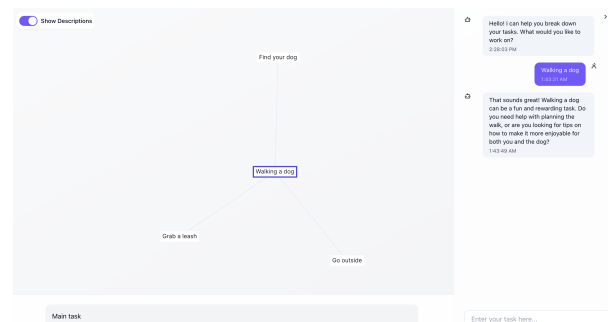 Show Descriptions
Find your dog
Walking a dog
Grab a leash
Go outside
Main task
Hello! I can help you break down
your tasks. What would you like to
work on?
2:28:03 PM
Walking a dog
1:43:31 AM
That sounds great! Walking a dog
can be a fun and rewarding task. Do
you need help with planning the
walk, or are you looking for tips on
how to make it more enjoyable for
both you and the dog?
1:43:49 AM
Enter your task here...